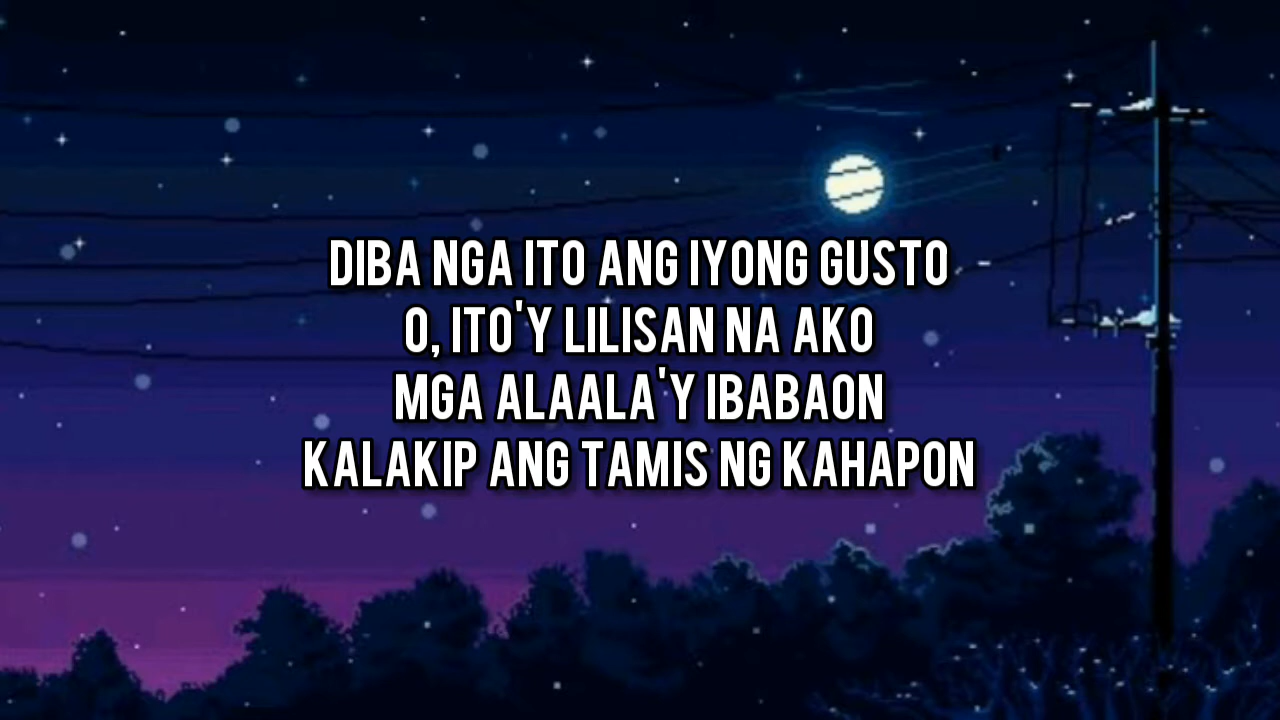 DIBA NGA ITO ANG IYONG GUSTO
O, ITO'Y LILISAN NA AKO
MGA ALAALA'Y IBABAON
KALAKIP ANG TAMIS NG KAHAPON